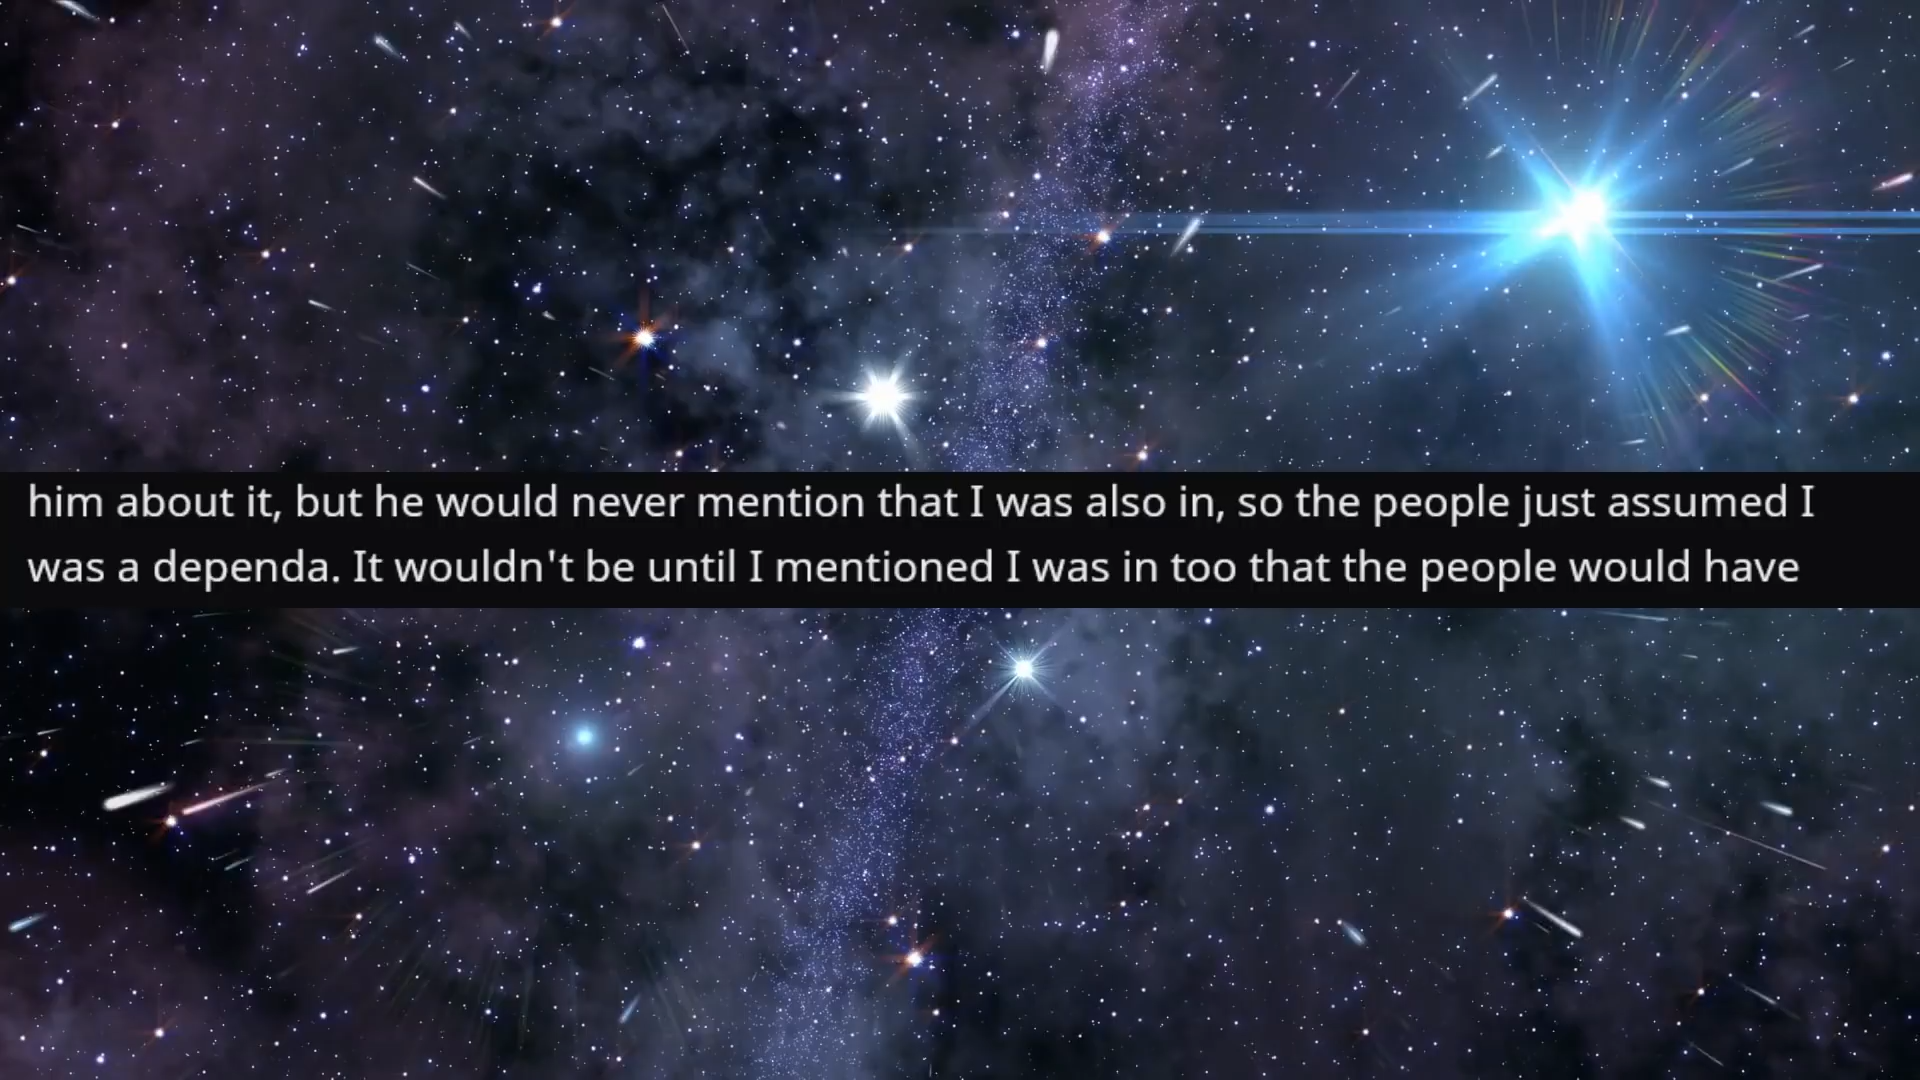 him about it, but he would never mention that I was also in, so the people just assumed I
was a dependa. It wouldn't be until I mentioned I was in too that the people would have